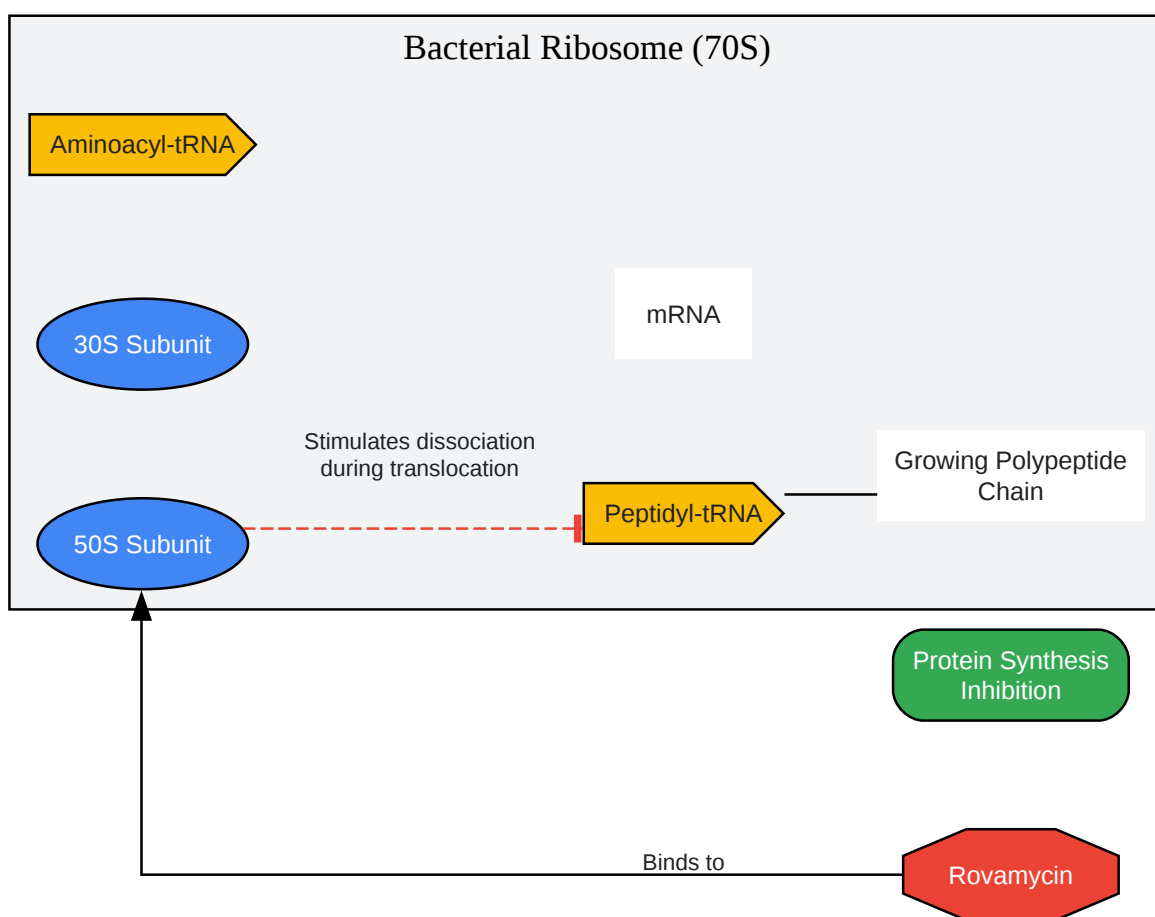 Bacterial Ribosome (70S)
Aminoacyl-tRNA
mRNA
30S Subunit
Stimulates dissociation
during translocation
Growing Polypeptide
Chain
Peptidyl-tRNA
50S Subunit
Protein Synthesis
Inhibition
Binds to
Rovamycin